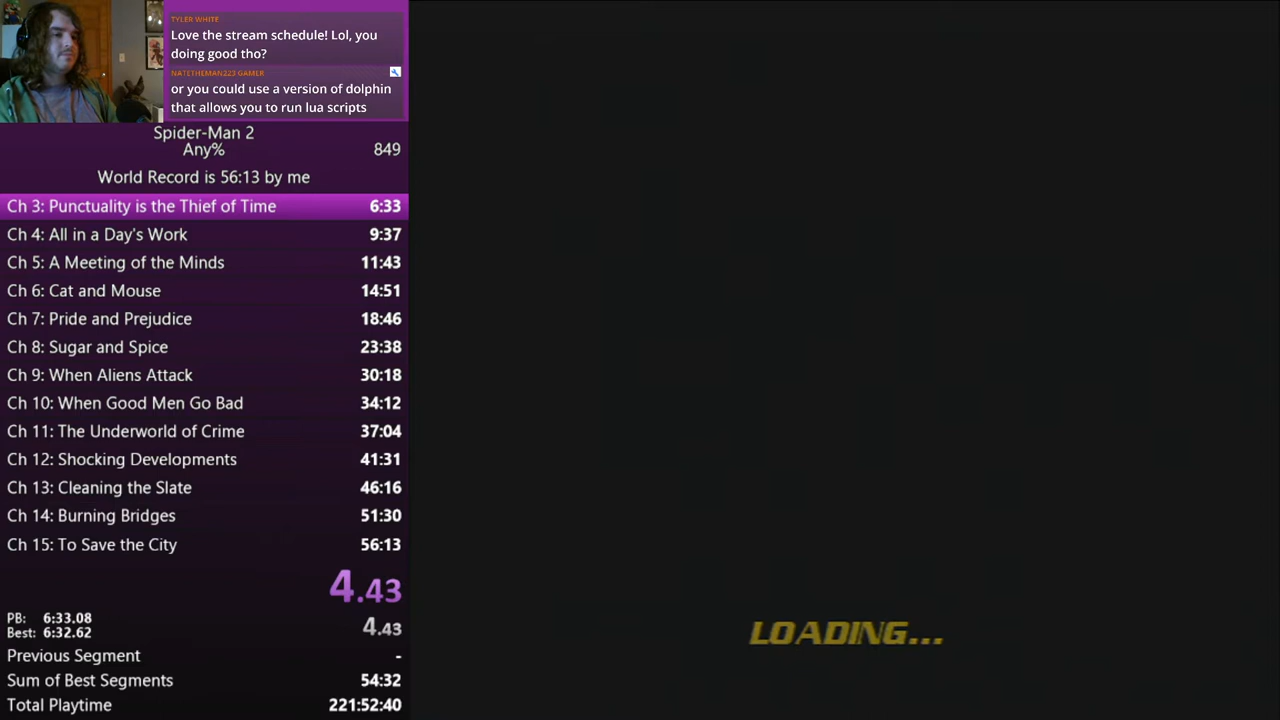 TYLER WHITE
Love the stream schedule! Lol, you
doing good tho?
NATETHEMAN223 GAMER
or you could use a version of dolphin
that allows you to run lua scripts
Spider-Man 2
Any% 849
World Record is 56:13 by me
Ch 3: Punctuality is the Thief of Time 6:33
Ch 4: All in a Day's Work 9:37
Ch 5: A Meeting of the Minds 11:43
Ch 6: Cat and Mouse 14:51
Ch 7: Pride and Prejudice 18:46
Ch 8: Sugar and Spice 23:38
Ch 9: When Aliens Attack 30:18
Ch 10: When Good Men Go Bad 34:12
Ch 11: The Underworld of Crime 37:04
Ch 12: Shocking Developments 41:31
Ch 13: Cleaning the Slate 46:16
Ch 14: Burning Bridges 51:30
Ch 15: To Save the City 56:13
4.43
PB: 6:33.08
Best: 6:32.62 4.43
Previous Segment -
Sum of Best Segments 54:32
Total Playtime 221:52:40
LOADING...